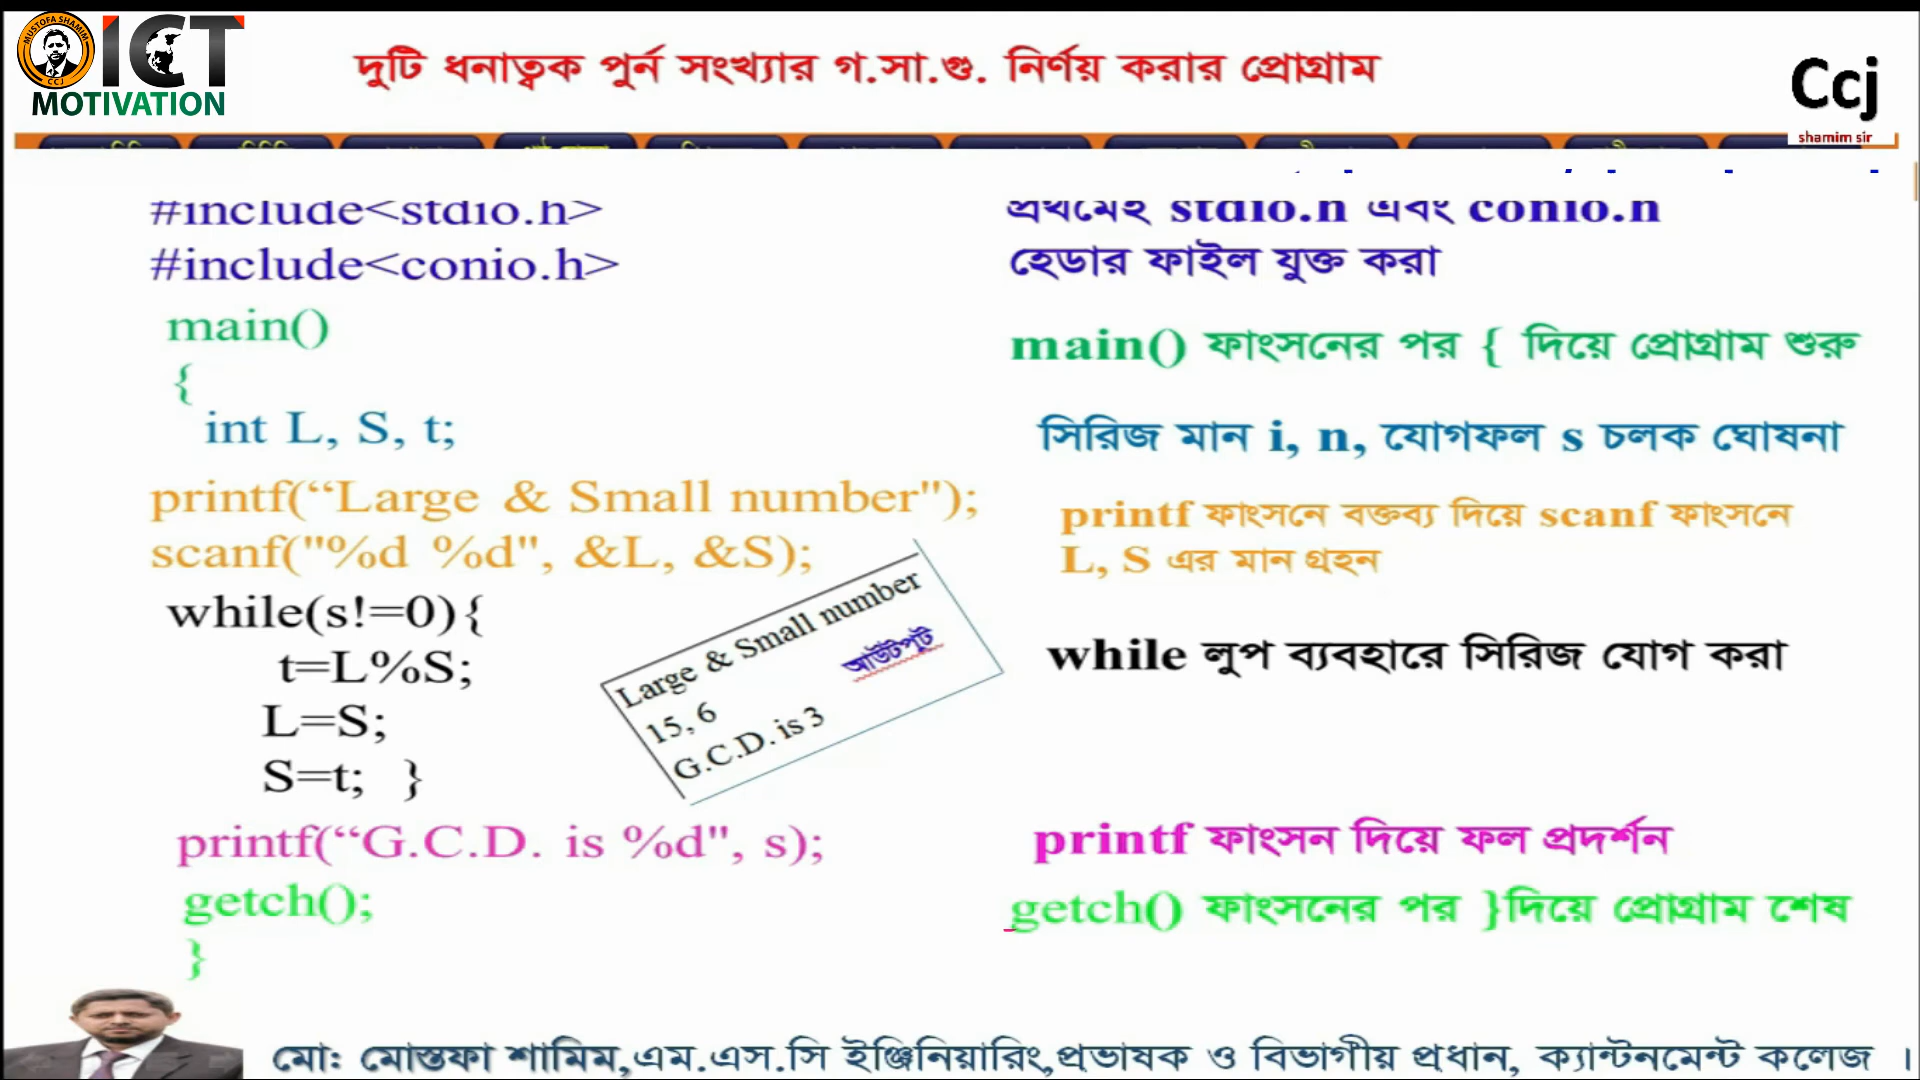 MUSTOFA SHAMIM
CCJ
ICT
MOTIVATION
দুটি ধনাত্বক পুর্ন সংখ্যার গ.সা.গু. নির্ণয় করার প্রোগ্রাম
Ccj
shamim sir
#include<stdio.h>
প্রথমেই stdio.h এবং conio.h
#include<conio.h>
হেডার ফাইল যুক্ত করা
main()
main() ফাংসনের পর { দিয়ে প্রোগ্রাম শুরু
{
int L, S, t;
সিরিজ মান i, n, যোগফল s চলক ঘোষনা
printf(“Large & Small number");
printf ফাংসনে বক্তব্য দিয়ে scanf ফাংসনে
scanf("%d %d", &L, &S);
L, S এর মান গ্রহন
while(s!=0){
while লুপ ব্যবহারে সিরিজ যোগ করা
t=L%S;
L=S;
S=t; }
Large & Small number
15, 6
আউটপুট
G.C.D. is 3
printf(“G.C.D. is %d", s);
printf ফাংসন দিয়ে ফল প্রদর্শন
getch();
getch() ফাংসনের পর }দিয়ে প্রোগ্রাম শেষ
}
মো: মোস্তফা শামিম,এম.এস.সি ইঞ্জিনিয়ারিং,প্রভাষক ও বিভাগীয় প্রধান, ক্যান্টনমেন্ট কলেজ ।